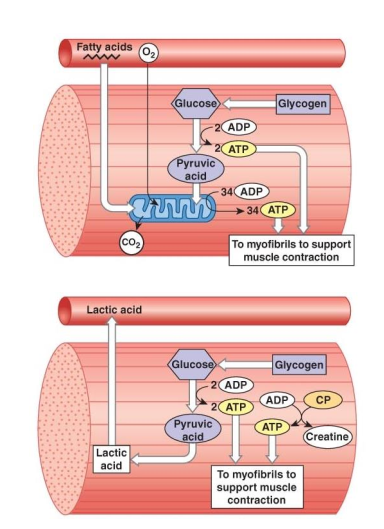 Fatty acids
O2
Glucose
Glycogen
2 ADP
2 ATP
Pyruvic
acid
34 ADP
34 ATP
CO2
To myofibrils to support
muscle contraction
Lactic acid
Glucose
Glycogen
2 ADP
ADP
CP
2 ATP
Pyruvic
acid
ATP
Creatine
Lactic
acid
To myofibrils to
support muscle
contraction